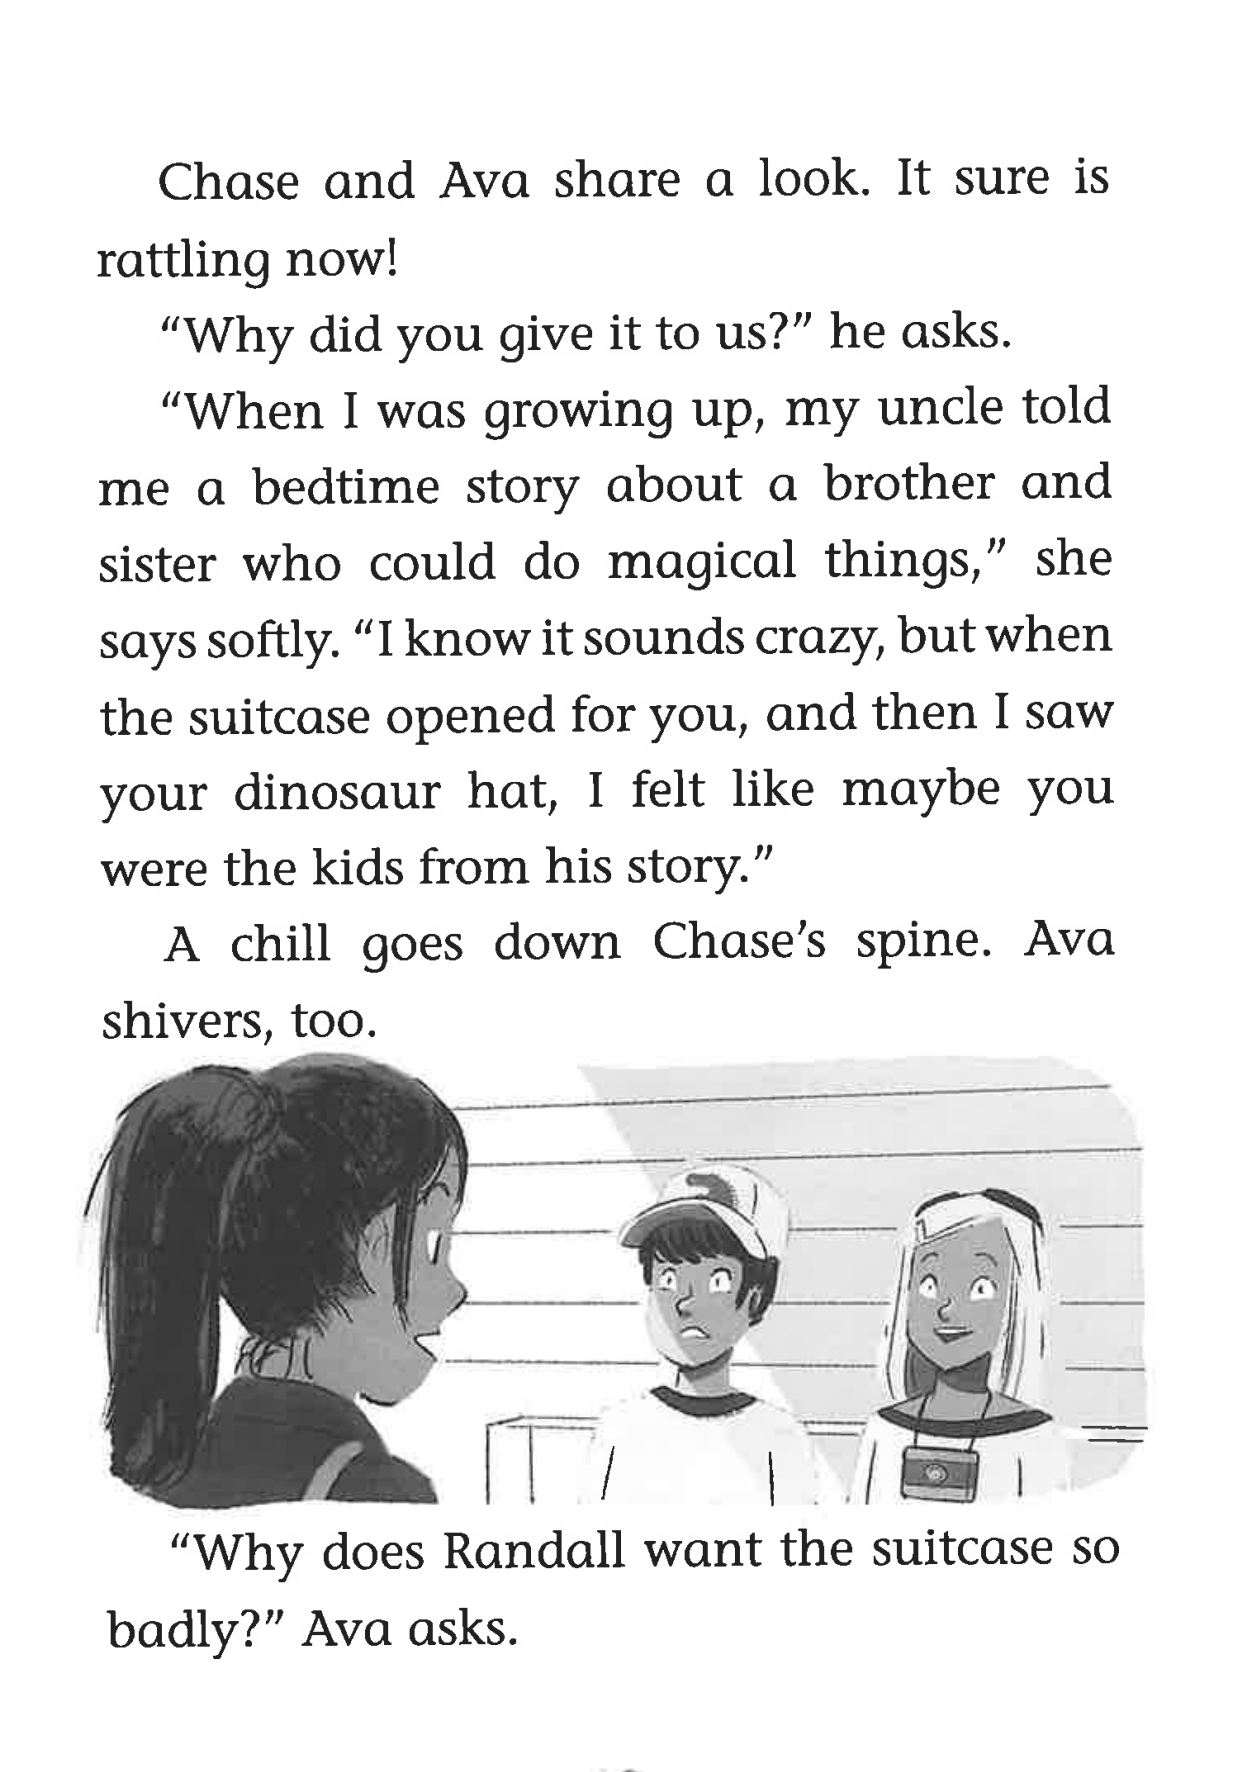 Chase and Ava share a look. It sure is
rattling now!
“Why did you give it to us?” he asks.
“When I was growing up, my uncle told
me a bedtime story about a brother and
sister who could do magical things,” she
says softly. “I know it sounds crazy, but when
the suitcase opened for you, and then I saw
your dinosaur hat, I felt like maybe you
were the kids from his story.”
A chill goes down Chase’s spine. Ava
shivers, too.
“Why does Randall want the suitcase so
badly?” Ava asks.